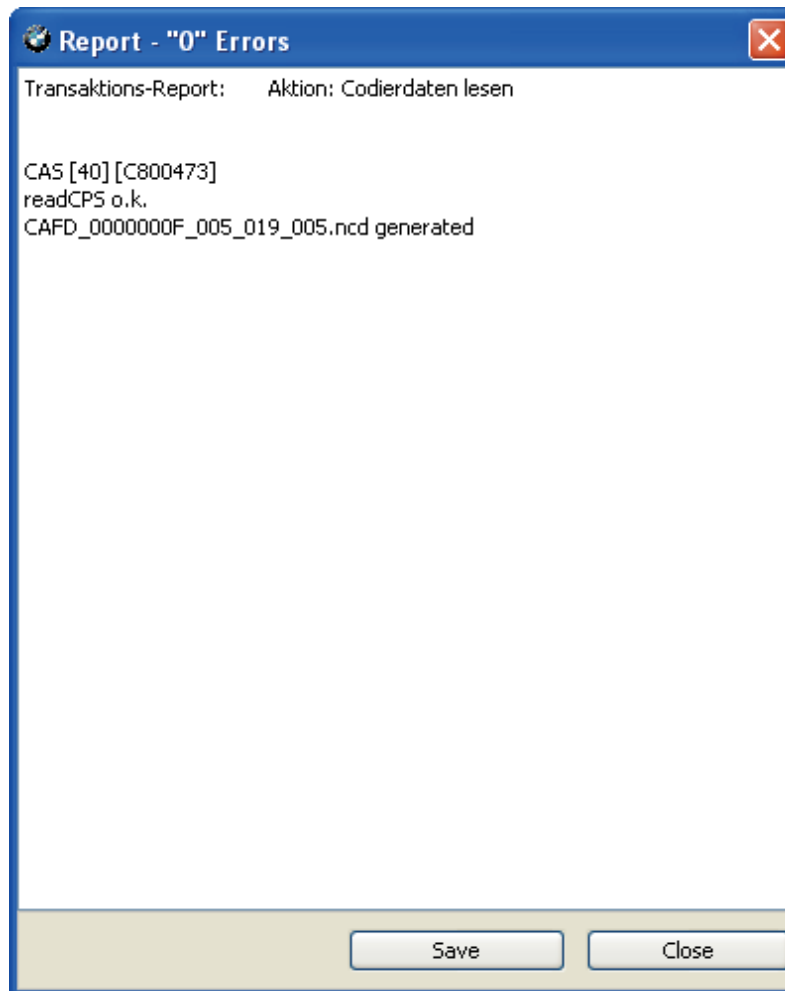 Report - "0" Errors
Transaktions-Report: Aktion: Codierdaten lesen
CAS [40] [C800473]
readCPS o.k.
CAFD_0000000F_005_019_005.ncd generated
Save Close